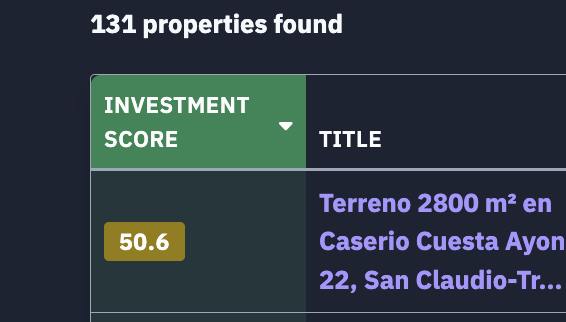 131 properties found
INVESTMENT
SCORE
TITLE
50.6
Terreno 2800 m² en
Caserio Cuesta Ayon
22, San Claudio-Tr...